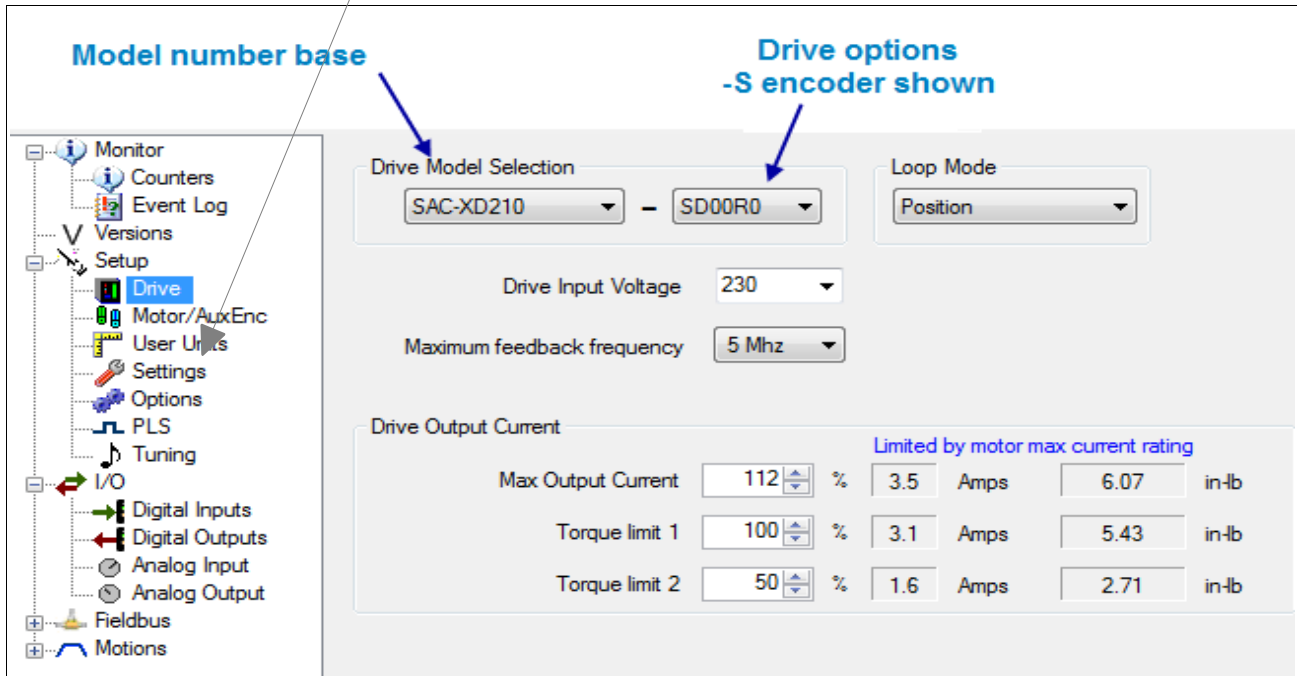 Model number base
Drive options
-S encoder shown
Monitor
Counters
Event Log
Versions
Setup
Drive
Motor/AuxEnc
User Units
Settings
Options
PLS
Tuning
I/O
Digital Inputs
Digital Outputs
Analog Input
Analog Output
Fieldbus
Motions
Drive Model Selection
SAC-XD210 – SD00R0
Loop Mode
Position
Drive Input Voltage 230
Maximum feedback frequency 5 Mhz
Drive Output Current
Limited by motor max current rating
Max Output Current 112 % 3.5 Amps 6.07 in-lb
Torque limit 1 100 % 3.1 Amps 5.43 in-lb
Torque limit 2 50 % 1.6 Amps 2.71 in-lb